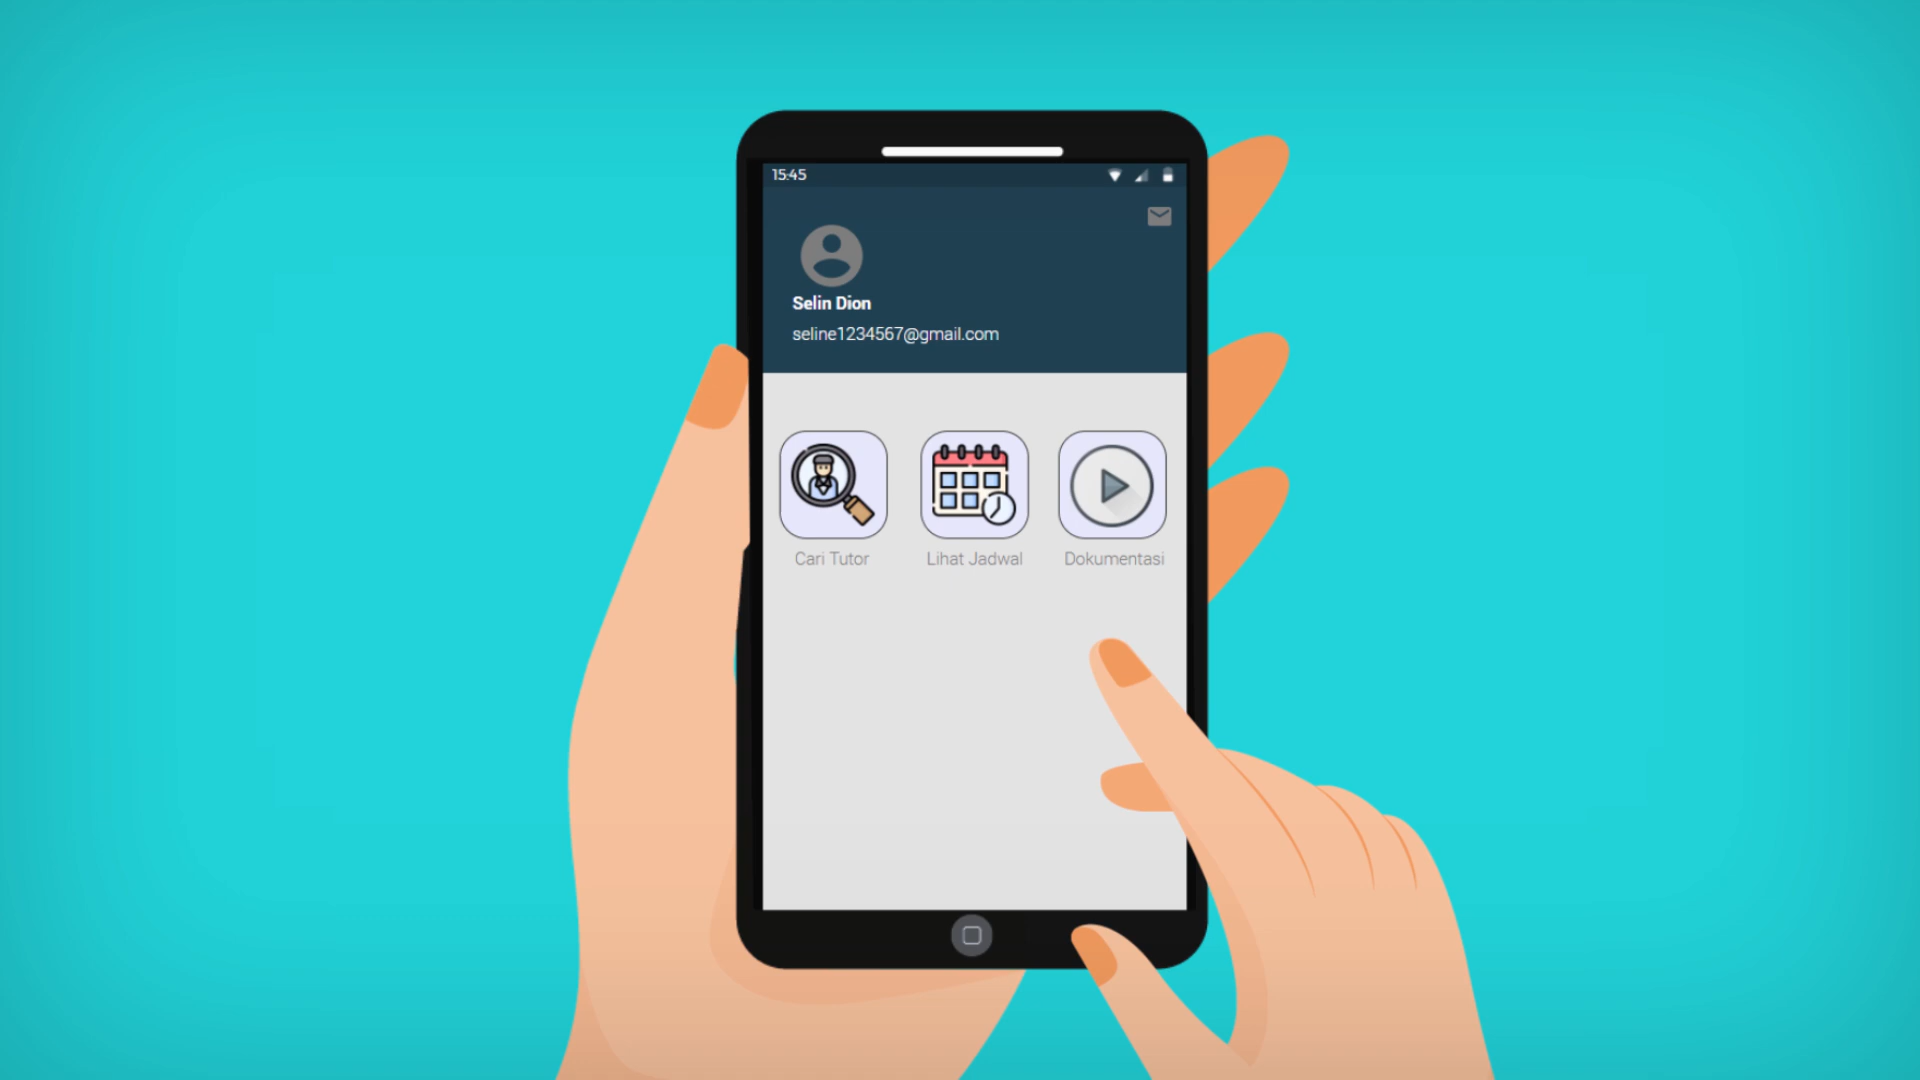 15:45
Selin Dion
seline1234567@gmail.com
Cari Tutor
Lihat Jadwal
Dokumentasi